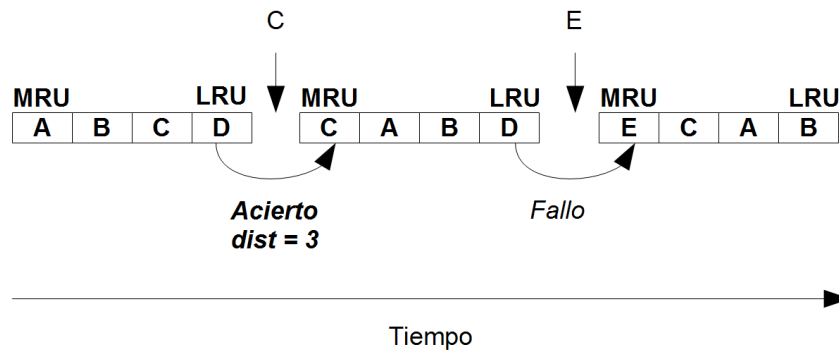 C E
MRU LRU MRU LRU MRU LRU
A B C D C A B D E C A B
Acierto Fallo
dist = 3
Tiempo